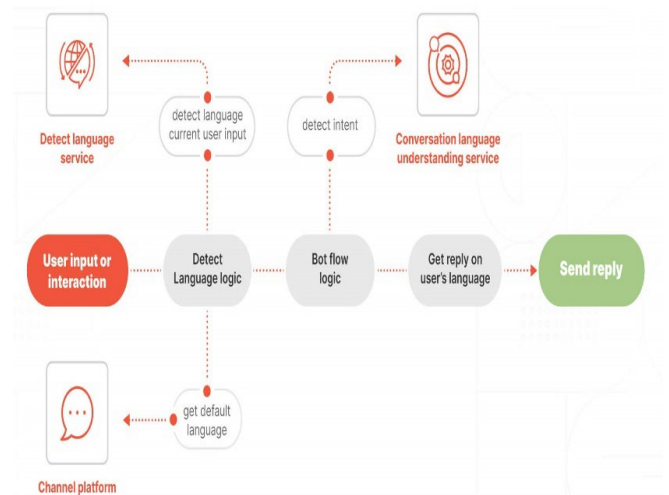 detect language
current user input
detect intent
Detect language
service
Conversation language
understanding service
User input or
interaction
Detect
Language logic
Bot flow
logic
Get reply on
user's language
Send reply
get default
language
Channel platform